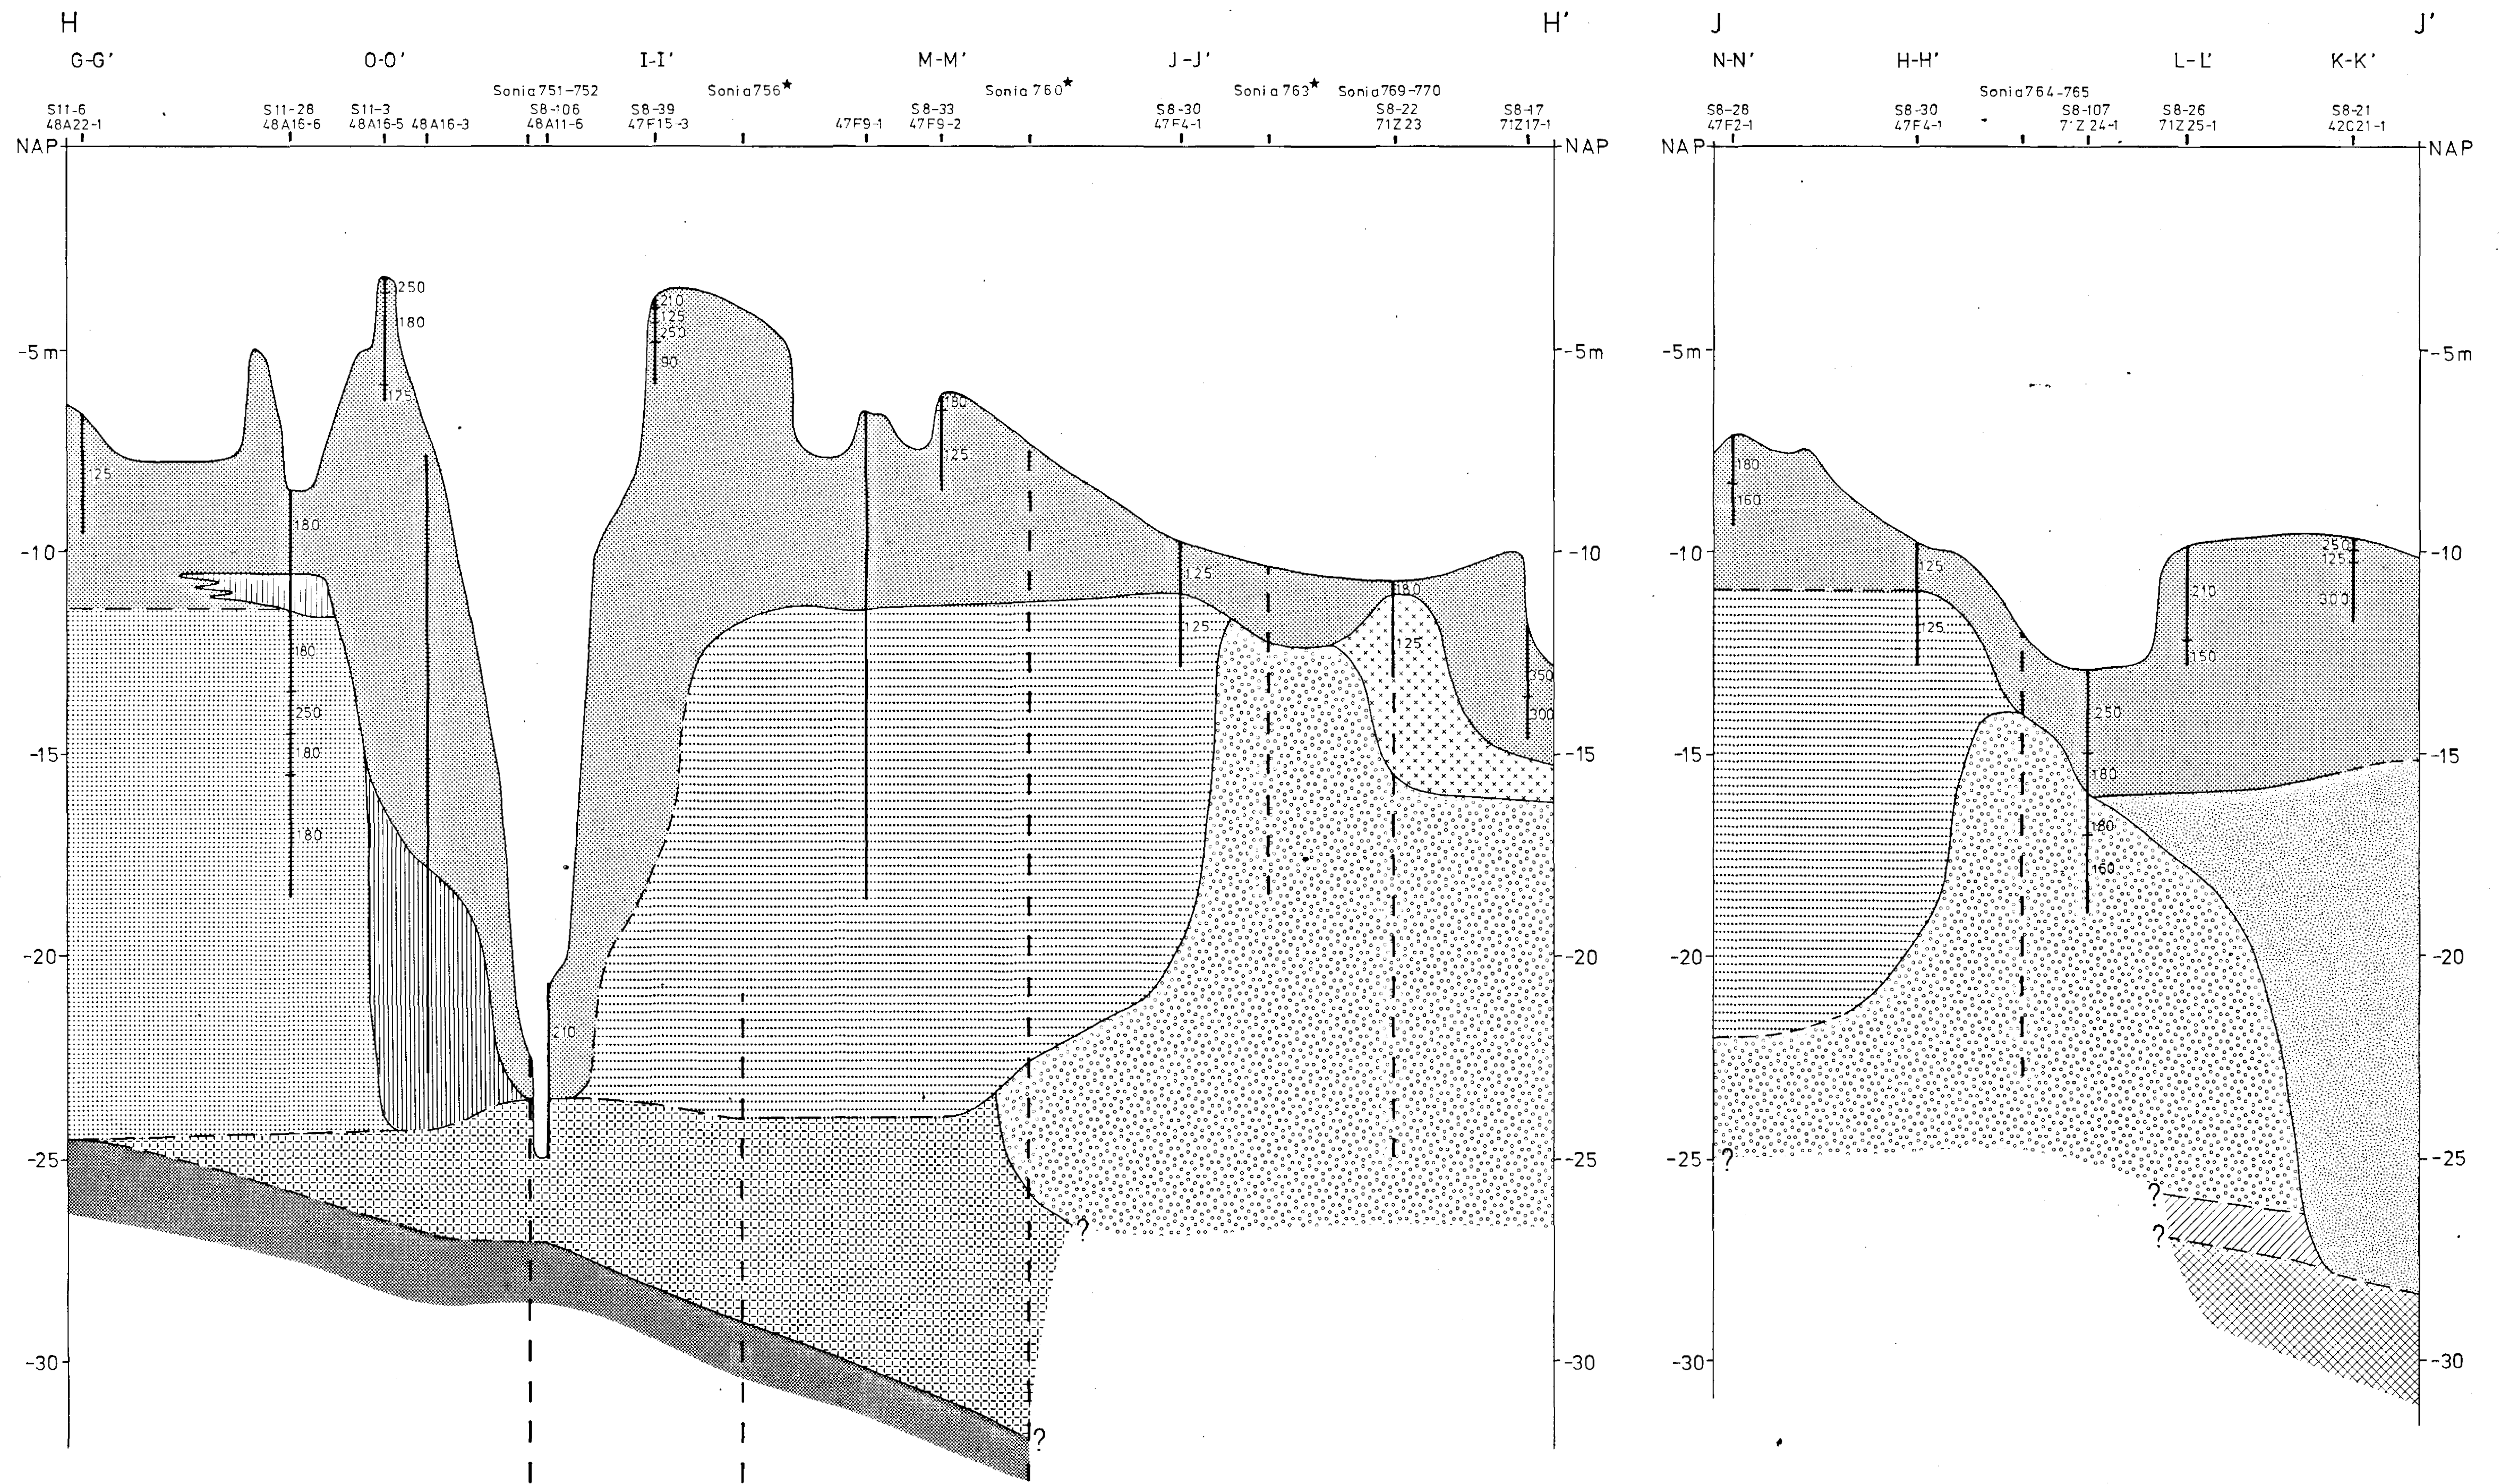 H H' J J'
G-G' O-O' I-I' M-M' J-J' N-N' H-H' L-L' K-K'
Sonia 751-752 Sonia 756★ Sonia 760★ Sonia 763★ Sonia 769-770 Sonia 764-765
S11-6 S11-28 S11-3 S8-106 S8-39 S8-33 S8-30 S8-22 S8-17 S8-28 S8-30 S8-107 S8-26 S8-21
48A22-1 48A16-6 48A16-5 48A16-3 48A11-6 47F15-3 47F9-1 47F9-2 47F4-1 71Z23 71Z17-1 47F2-1 47F4-1 71Z24-1 71Z25-1 42C21-1
NAP NAP NAP NAP
250
210
180 125
250
-5m -5m -5m -5m
90
175 180
125 125 180
160
180
-10 -10 -10 -10
125 125 250
125
180 210
300
125 125 125
180 150
350
250 300 250
180
-15 -15 -15 -15
180
180 180
160
-20 -20 -20 -20
210
-25 -25 ? -25 -25
?
? ?
-30 -30 -30 -30
?